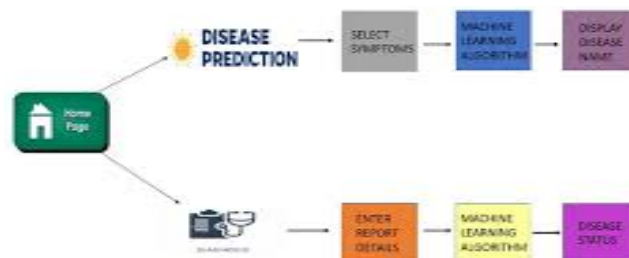 DISEASE
PREDICTION
SELECT
SYMPTOMS
MACHINE
LEARNING
ALGORITHM
DISPLAY
DISEASE
NAME
Home
Page
ENTER
REPORT
DETAILS
MACHINE
LEARNING
ALGORITHM
DISEASE
STATUS